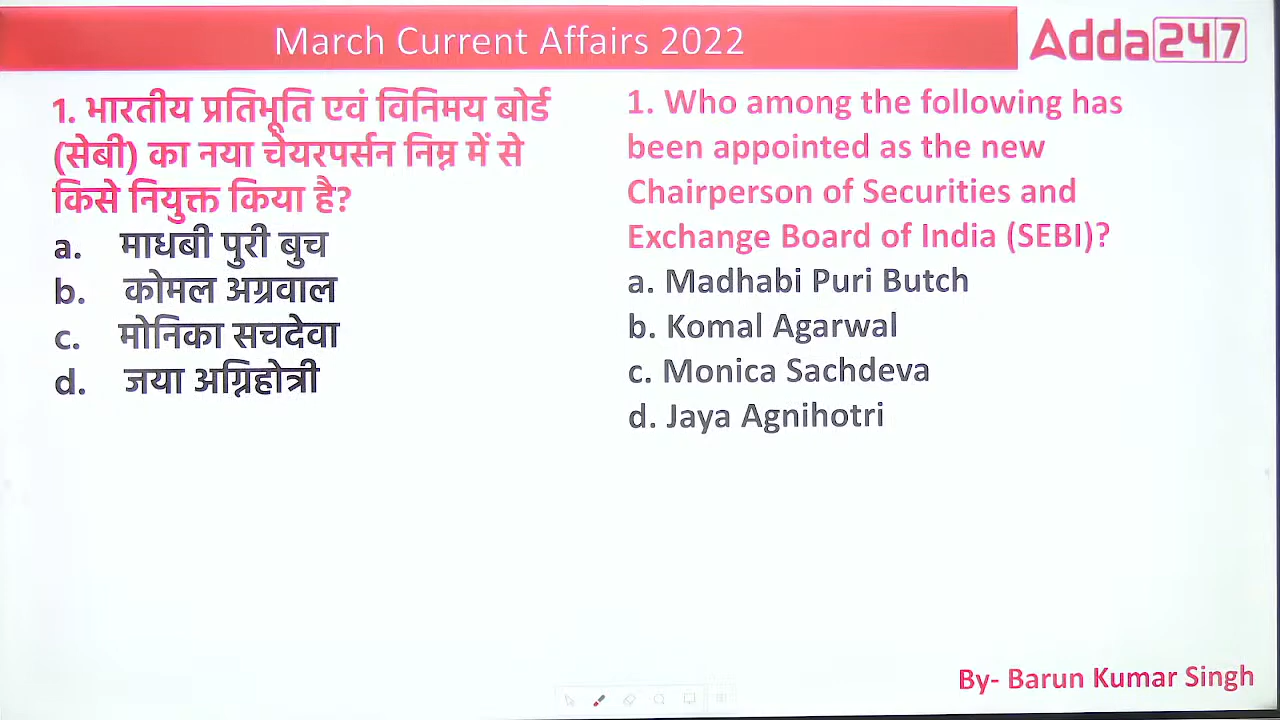 March Current Affairs 2022
Adda247
1. भारतीय प्रतिभूति एवं विनिमय बोर्ड
(सेबी) का नया चेयरपर्सन निम्न में से
किसे नियुक्त किया है?
a. माधबी पुरी बुच
b. कोमल अग्रवाल
c. मोनिका सचदेवा
d. जया अग्निहोत्री
1. Who among the following has
been appointed as the new
Chairperson of Securities and
Exchange Board of India (SEBI)?
a. Madhabi Puri Butch
b. Komal Agarwal
c. Monica Sachdeva
d. Jaya Agnihotri
By- Barun Kumar Singh